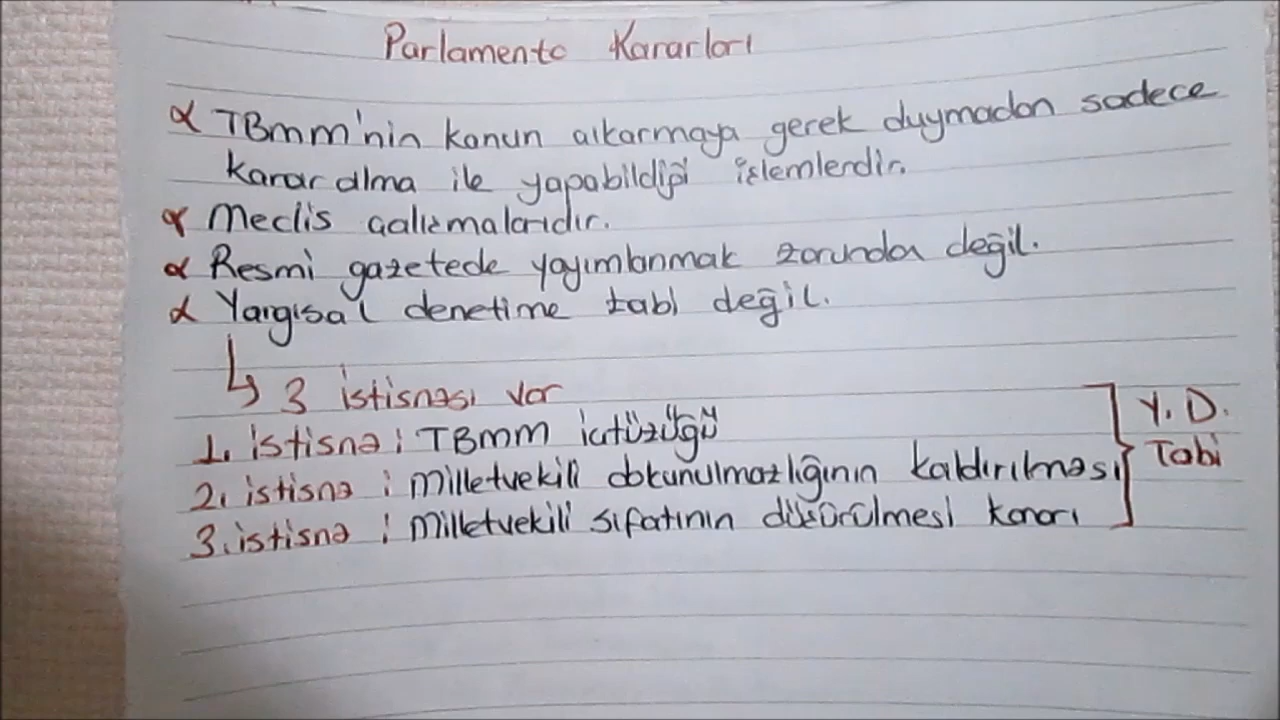 Parlamento Kararları
α TBMM'nin kanun çıkarmaya gerek duymadan sadece
karar alma ile yapabildiği işlemlerdir.
α Meclis çalışmalarıdır.
α Resmi gazetede yayımlanmak zorunda değil.
α Yargısal denetime tabi değil.
↳ 3 istisnası var
1. istisna : TBMM içtüzüğü
2. istisna : Milletvekili dokunulmazlığının kaldırılması
3. istisna : Milletvekili sıfatının düşürülmesi kararı
Y. D.
Tabi